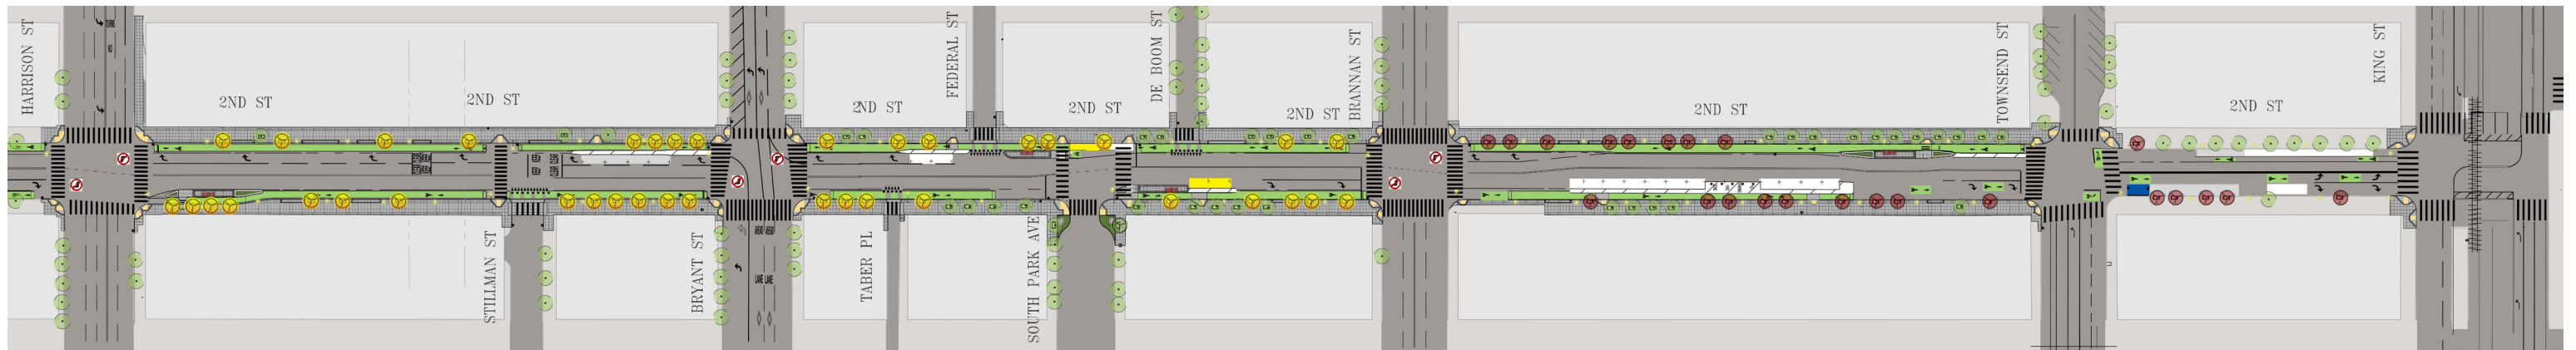 HARRISON ST
2ND ST
2ND ST
STILLMAN ST
BRYANT ST
2ND ST
TABER PL
FEDERAL ST
SOUTH PARK AVE
2ND ST
DE BOOM ST
2ND ST
BRANNAN ST
2ND ST
TOWNSEND ST
2ND ST
KING ST